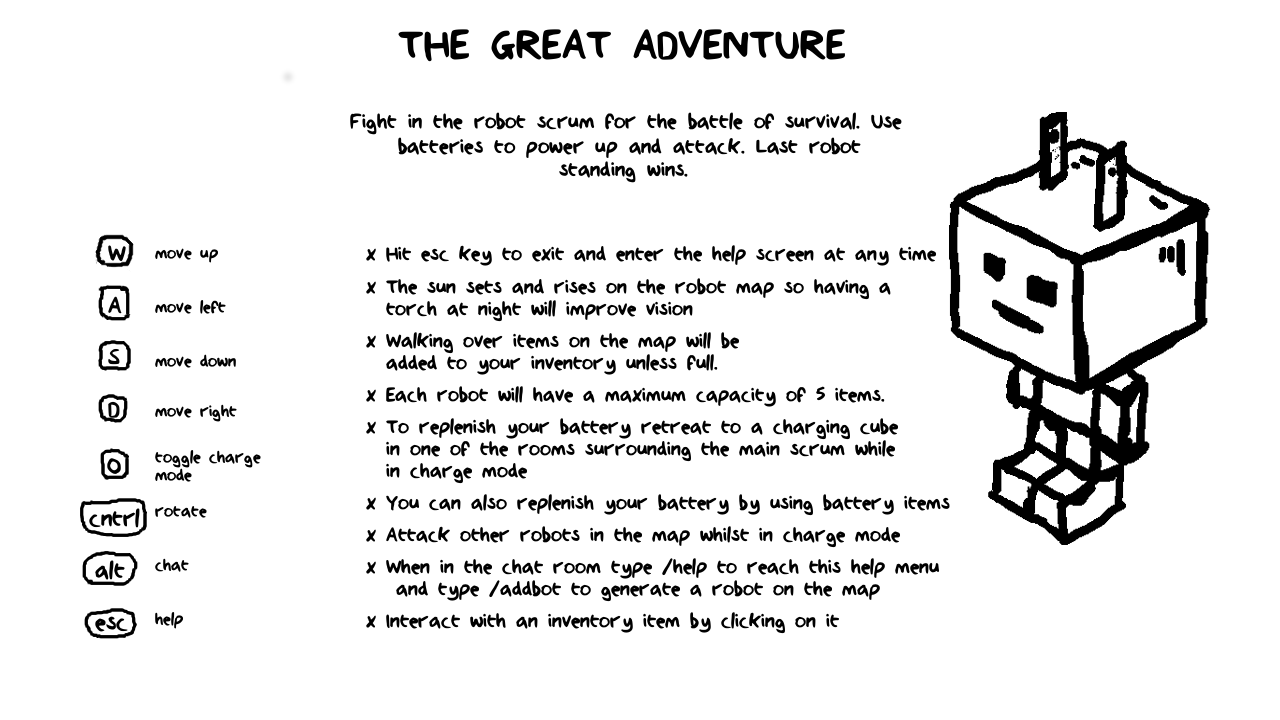 THE GREAT ADVENTURE
Fight in the robot scrum for the battle of survival. Use
batteries to power up and attack. Last robot
standing wins.
W move up
A move left
S move down
D move right
O toggle charge
mode
cntrl rotate
alt chat
esc help
x Hit esc key to exit and enter the help screen at any time
x The sun sets and rises on the robot map so having a
torch at night will improve vision
x Walking over items on the map will be
added to your inventory unless full.
x Each robot will have a maximum capacity of 5 items.
x To replenish your battery retreat to a charging cube
in one of the rooms surrounding the main scrum while
in charge mode
x You can also replenish your battery by using battery items
x Attack other robots in the map whilst in charge mode
x When in the chat room type /help to reach this help menu
and type /addbot to generate a robot on the map
x Interact with an inventory item by clicking on it